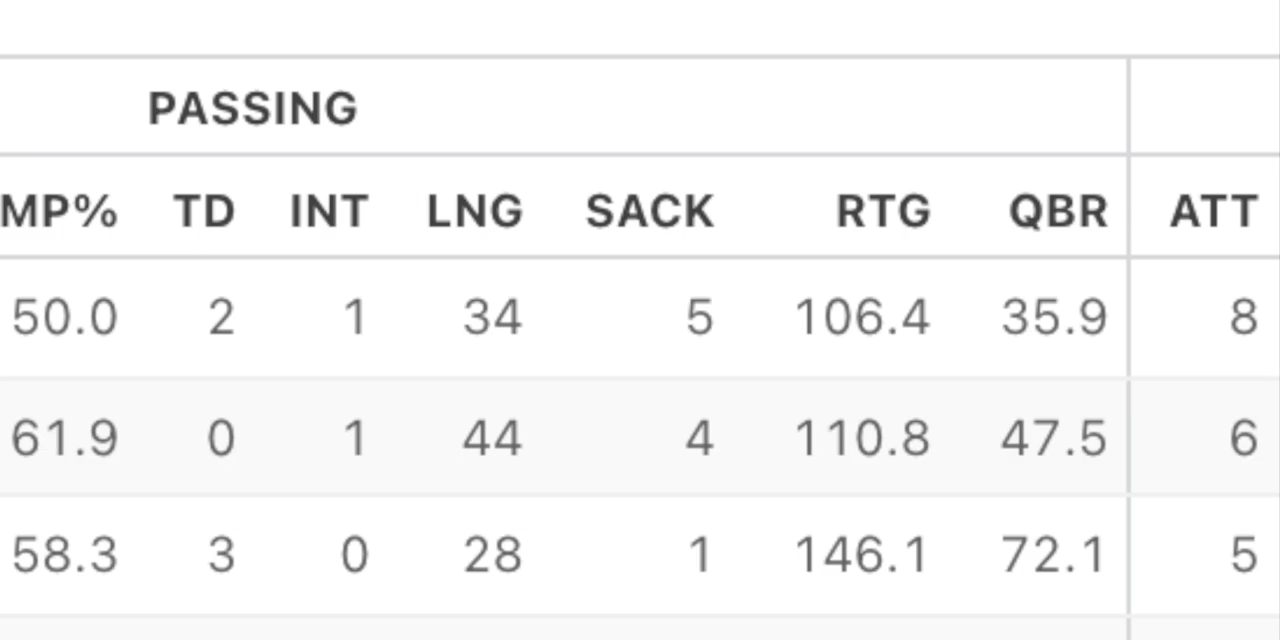 PASSING
MP% TD INT LNG SACK RTG QBR ATT
50.0 2 1 34 5 106.4 35.9 8
61.9 0 1 44 4 110.8 47.5 6
58.3 3 0 28 1 146.1 72.1 5